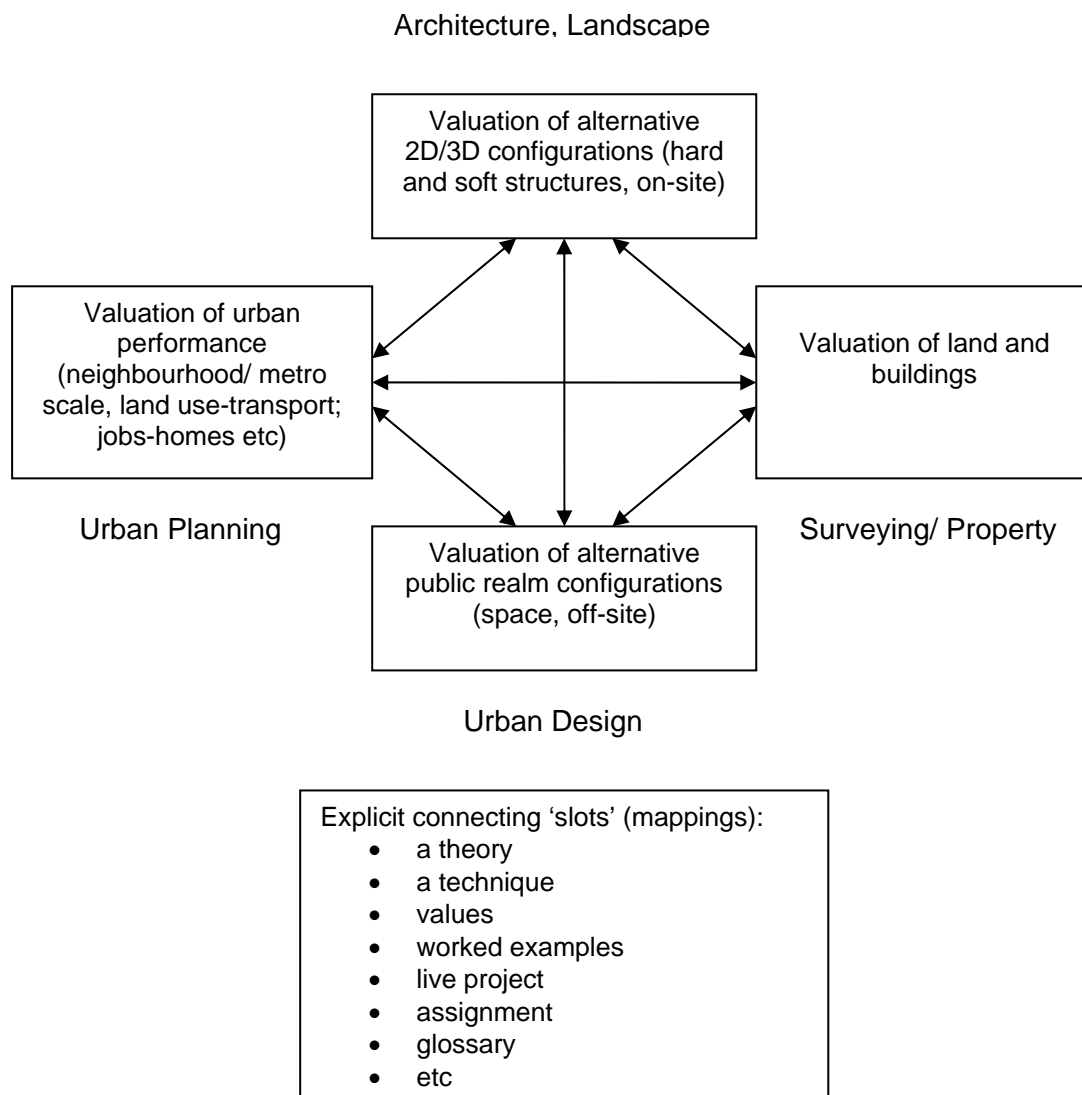 Architecture, Landscape
Valuation of alternative
2D/3D configurations (hard
and soft structures, on-site)
Valuation of urban
performance
(neighbourhood/ metro
scale, land use-transport;
jobs-homes etc)
Valuation of land and
buildings
Urban Planning
Surveying/ Property
Valuation of alternative
public realm configurations
(space, off-site)
Urban Design
Explicit connecting ‘slots’ (mappings):
• a theory
• a technique
• values
• worked examples
• live project
• assignment
• glossary
• etc